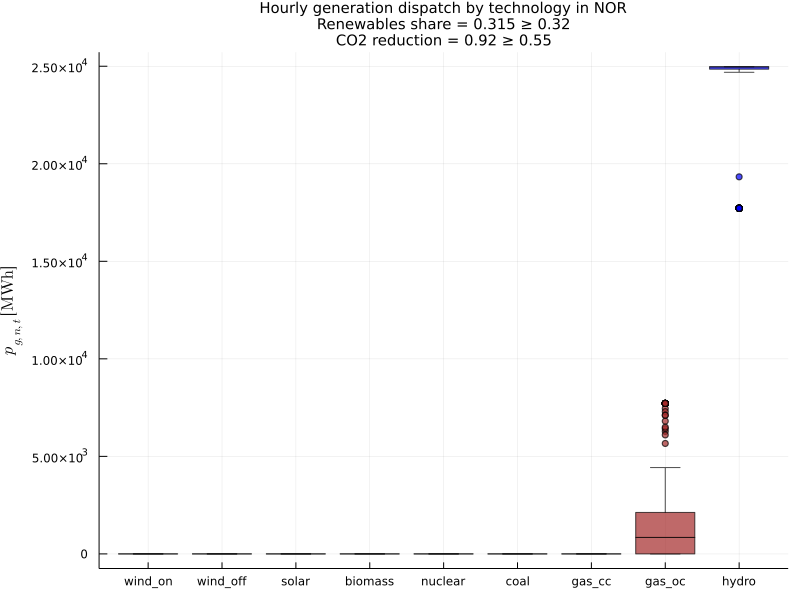 Hourly generation dispatch by technology in NOR
Renewables share = 0.315 ≥ 0.32
CO2 reduction = 0.92 ≥ 0.55
2.50×10⁴
2.00×10⁴
1.50×10⁴
1.00×10⁴
5.00×10³
0
p_{g,n,t} [MWh]
wind_on wind_off solar biomass nuclear coal gas_cc gas_oc hydro